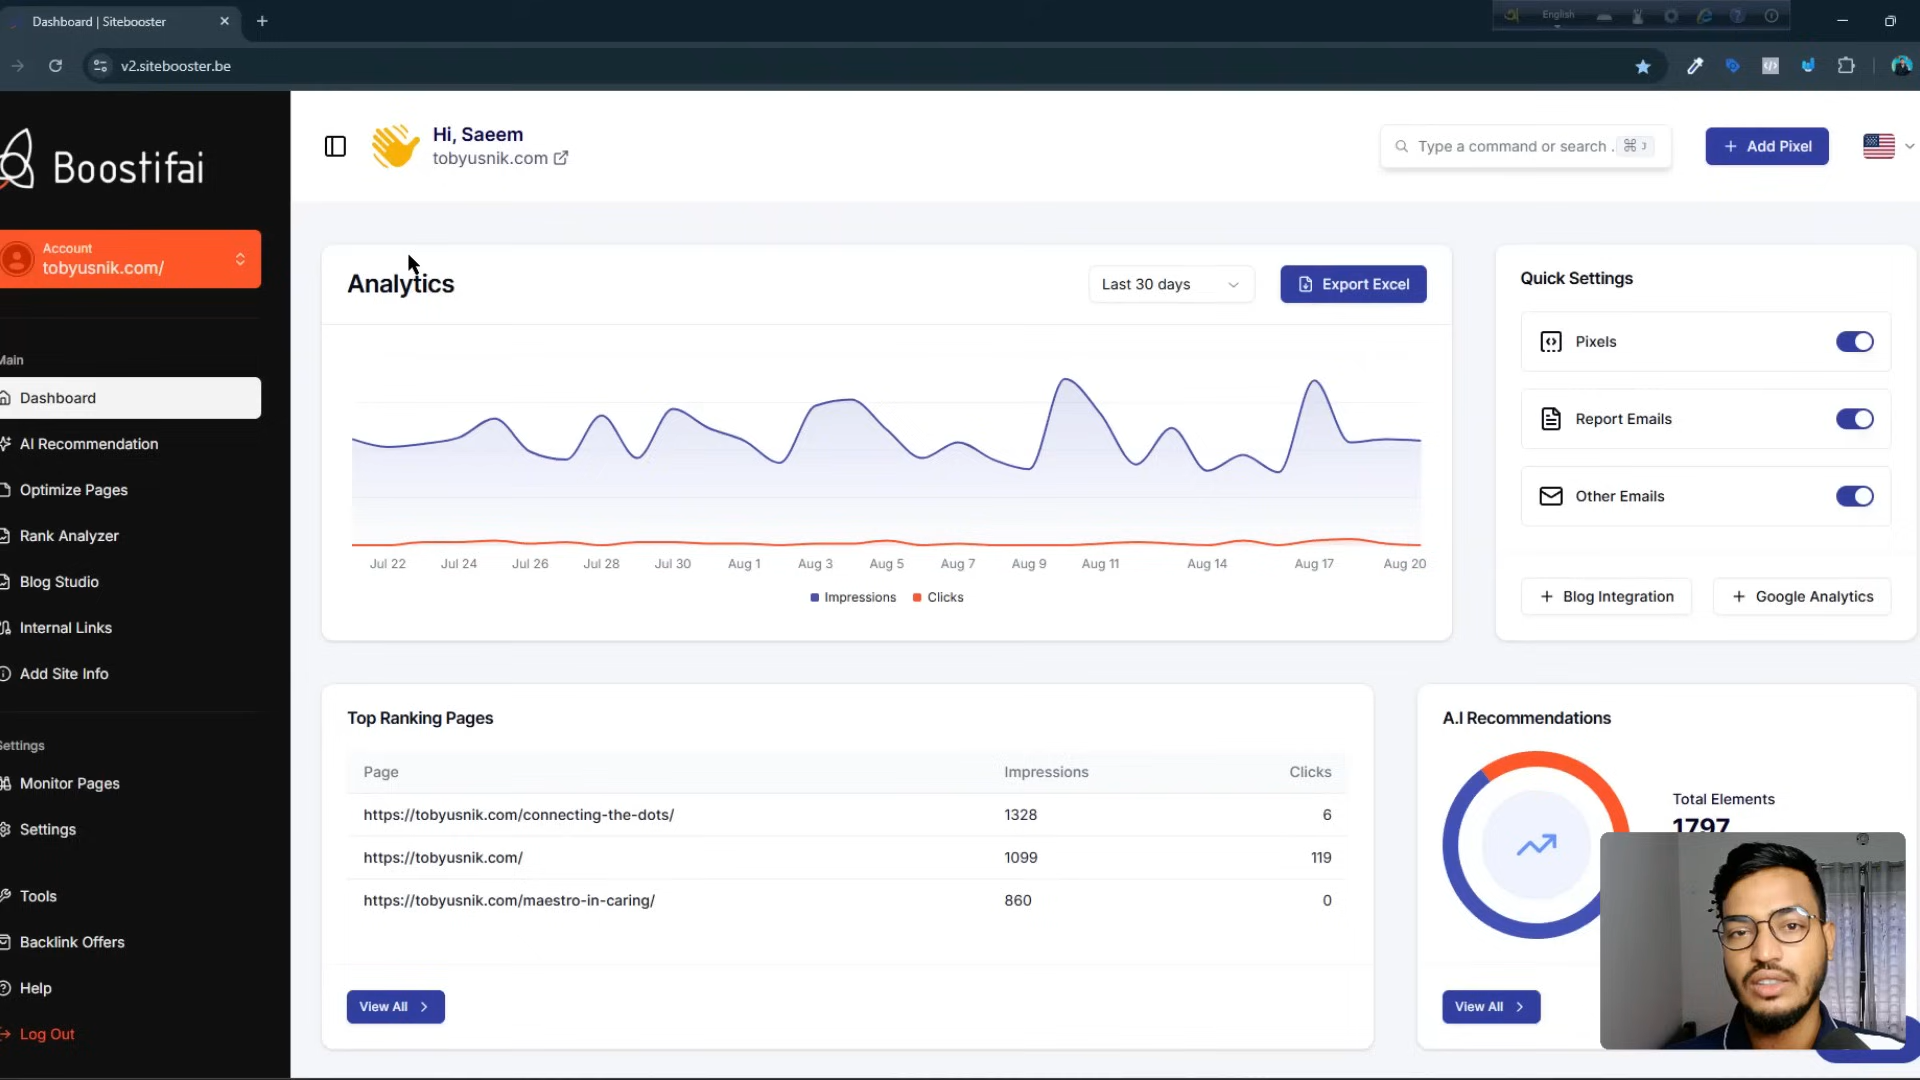 Dashboard | Sitebooster
English
v2.sitebooster.be
Boostifai
Account
tobyusnik.com/
Main
Dashboard
AI Recommendation
Optimize Pages
Rank Analyzer
Blog Studio
Internal Links
Add Site Info
Settings
Monitor Pages
Settings
Tools
Backlink Offers
Help
Log Out
Hi, Saeem
tobyusnik.com
Type a command or search . ⌘ J
+ Add Pixel
Analytics
Last 30 days
Export Excel
Jul 22 Jul 24 Jul 26 Jul 28 Jul 30 Aug 1 Aug 3 Aug 5 Aug 7 Aug 9 Aug 11 Aug 14 Aug 17 Aug 20
Impressions Clicks
Quick Settings
Pixels
Report Emails
Other Emails
+ Blog Integration
+ Google Analytics
Top Ranking Pages
Page Impressions Clicks
https://tobyusnik.com/connecting-the-dots/ 1328 6
https://tobyusnik.com/ 1099 119
https://tobyusnik.com/maestro-in-caring/ 860 0
View All >
A.I Recommendations
Total Elements
1797
View All >